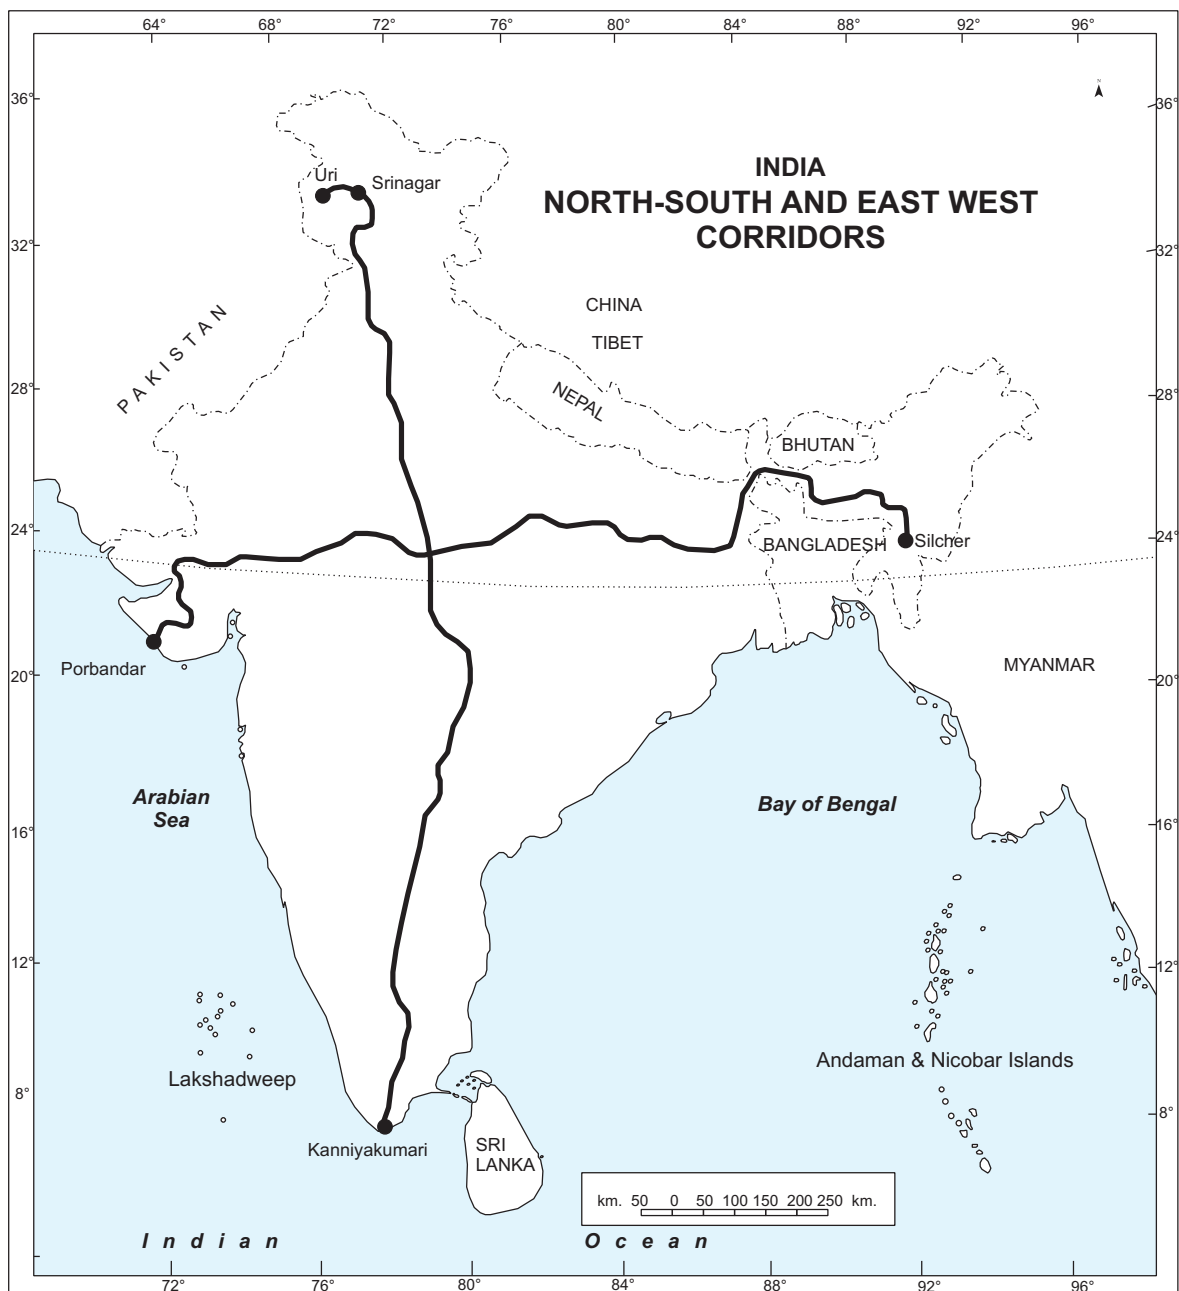 64° 68° 72° 76° 80° 84° 88° 92° 96°
36° 36°
N
INDIA
NORTH-SOUTH AND EAST WEST
CORRIDORS
Uri
Srinagar
32° 32°
CHINA
TIBET
PAKISTAN
NEPAL
28° 28°
BHUTAN
24° 24°
BANGLADESH
Silcher
Porbandar
MYANMAR
20° 20°
Arabian
Sea
Bay of Bengal
16° 16°
12° 12°
Lakshadweep
Andaman & Nicobar Islands
8° 8°
Kanniyakumari
SRI
LANKA
km. 50 0 50 100 150 200 250 km.
Indian Ocean
72° 76° 80° 84° 88° 92° 96°